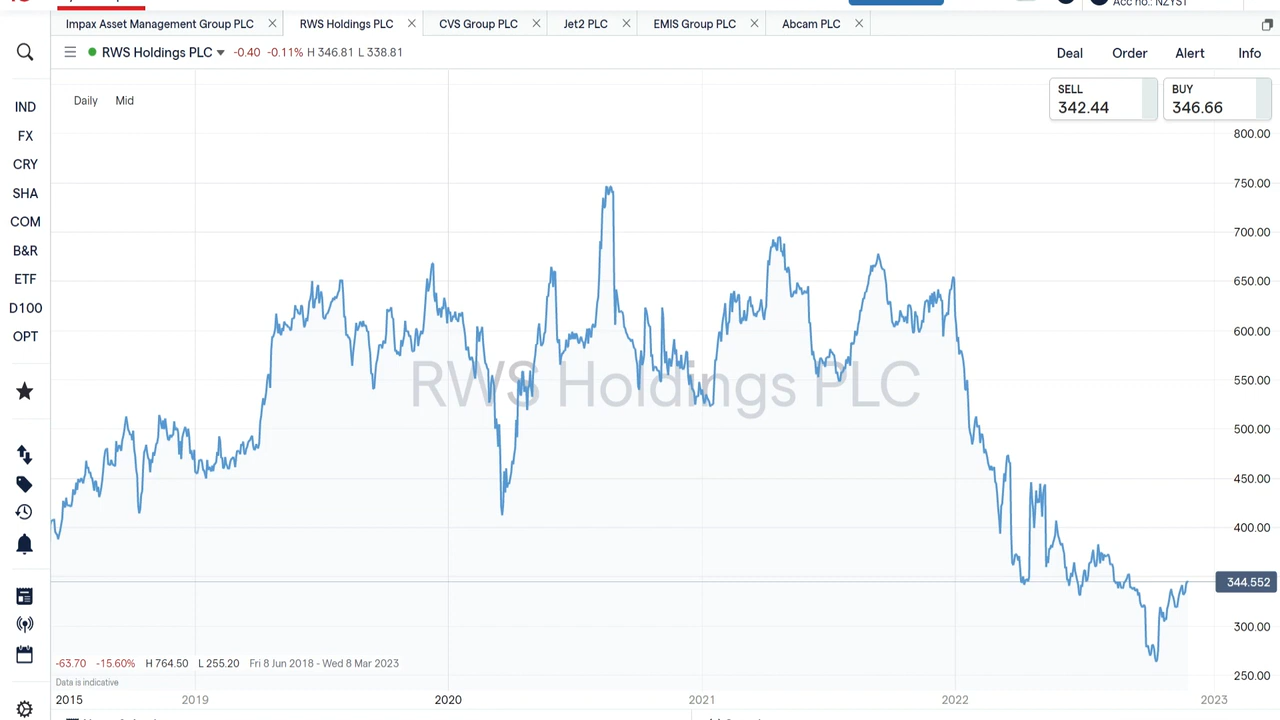 Acc no.: NZYST
Impax Asset Management Group PLC
RWS Holdings PLC
CVS Group PLC
Jet2 PLC
EMIS Group PLC
Abcam PLC
RWS Holdings PLC -0.40 -0.11% H 346.81 L 338.81
Deal Order Alert Info
Daily Mid
SELL
342.44
BUY
346.66
IND
FX
CRY
SHA
COM
B&R
ETF
D100
OPT
800.00
750.00
700.00
650.00
600.00
550.00
500.00
450.00
400.00
344.552
300.00
250.00
RWS Holdings PLC
-63.70 -15.60% H 764.50 L 255.20 Fri 8 Jun 2018 - Wed 8 Mar 2023
Data is indicative
2015 2019 2020 2021 2022 2023